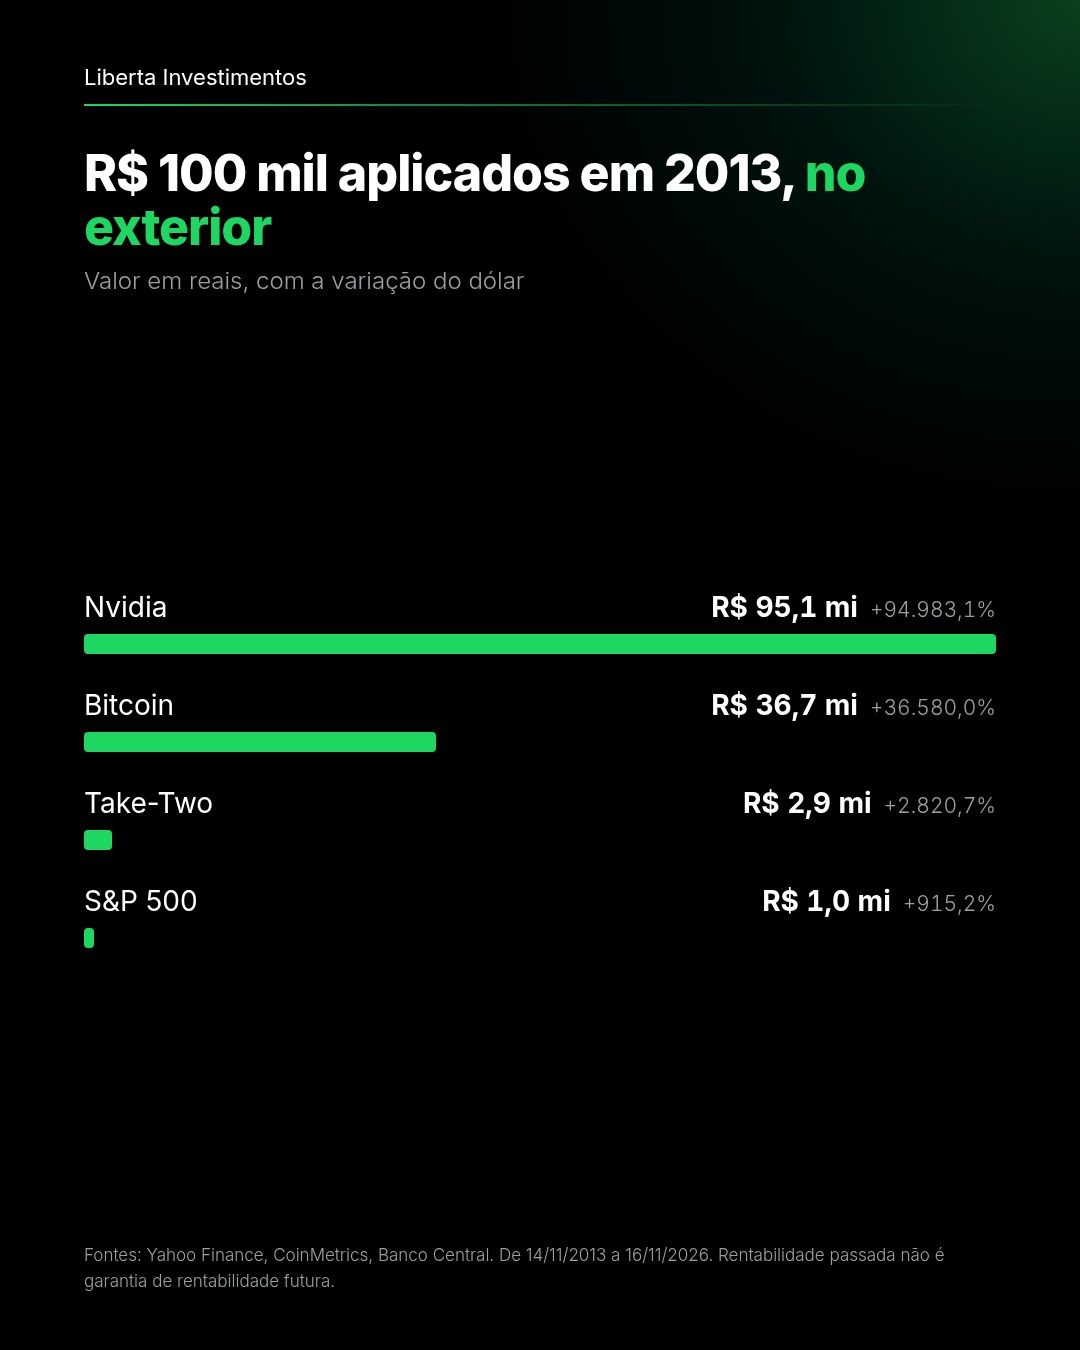 Liberta Investimentos
R$ 100 mil aplicados em 2013, no
exterior
Valor em reais, com a variação do dólar
Nvidia R$ 95,1 mi +94.983,1%
Bitcoin R$ 36,7 mi +36.580,0%
Take-Two R$ 2,9 mi +2.820,7%
S&P 500 R$ 1,0 mi +915,2%
Fontes: Yahoo Finance, CoinMetrics, Banco Central. De 14/11/2013 a 16/11/2026. Rentabilidade passada não é
garantia de rentabilidade futura.